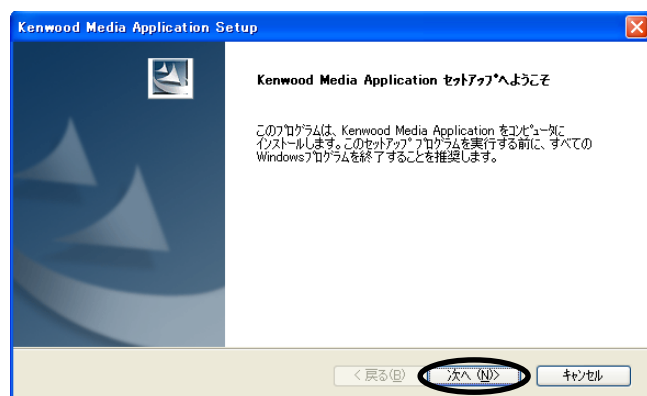 Kenwood Media Application Setup
Kenwood Media Application セットアップへようこそ
このプログラムは、Kenwood Media Application をコンピュータに
インストールします。このセットアップ プログラムを実行する前に、すべての
Windowsプログラムを終了することを推奨します。
< 戻る(B)
次へ (N)>
キャンセル